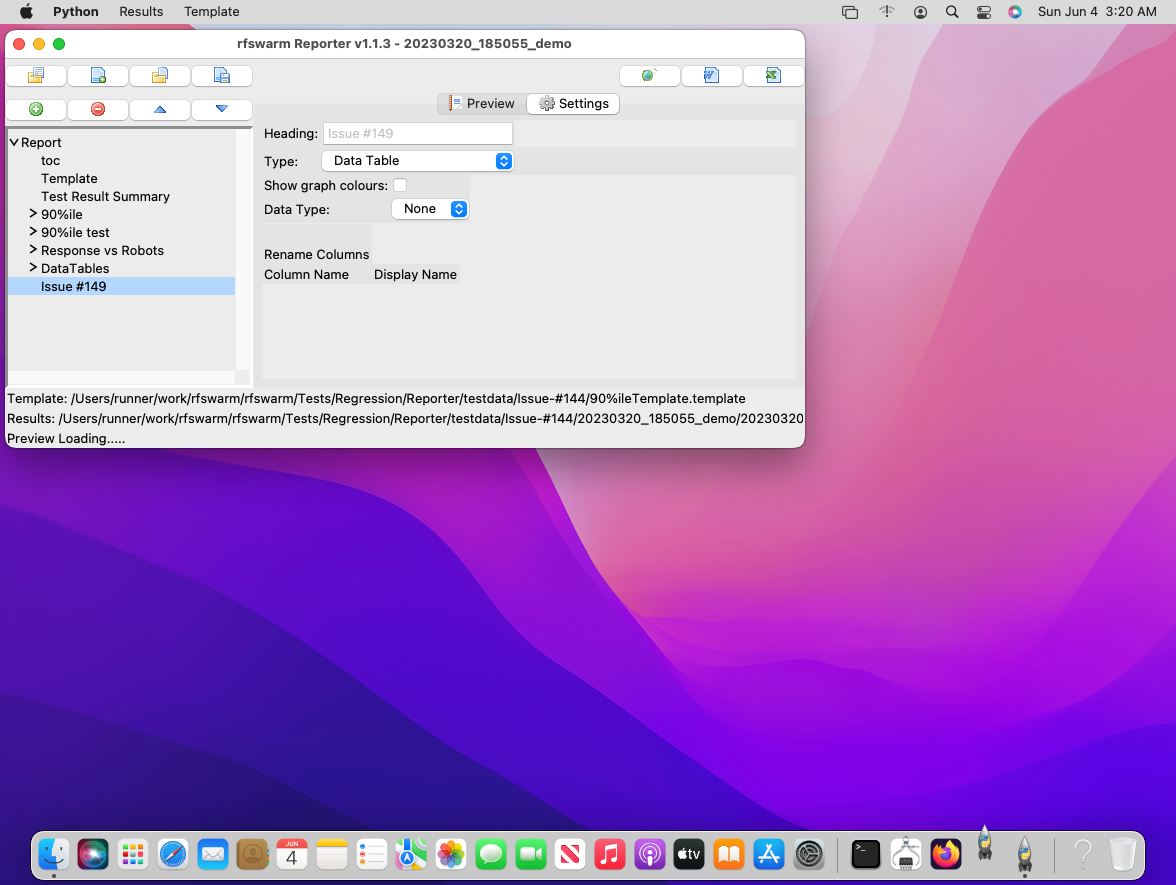 Python Results Template Sun Jun 4 3:20 AM
rfswarm Reporter v1.1.3 - 20230320_185055_demo
Preview Settings
Report
toc
Template
Test Result Summary
90%ile
90%ile test
Response vs Robots
DataTables
Issue #149
Heading: Issue #149
Type: Data Table
Show graph colours:
Data Type: None
Rename Columns
Column Name Display Name
Template: /Users/runner/work/rfswarm/rfswarm/Tests/Regression/Reporter/testdata/Issue-#144/90%ileTemplate.template
Results: /Users/runner/work/rfswarm/rfswarm/Tests/Regression/Reporter/testdata/Issue-#144/20230320_185055_demo/20230320
Preview Loading.....
JUN
4
tv